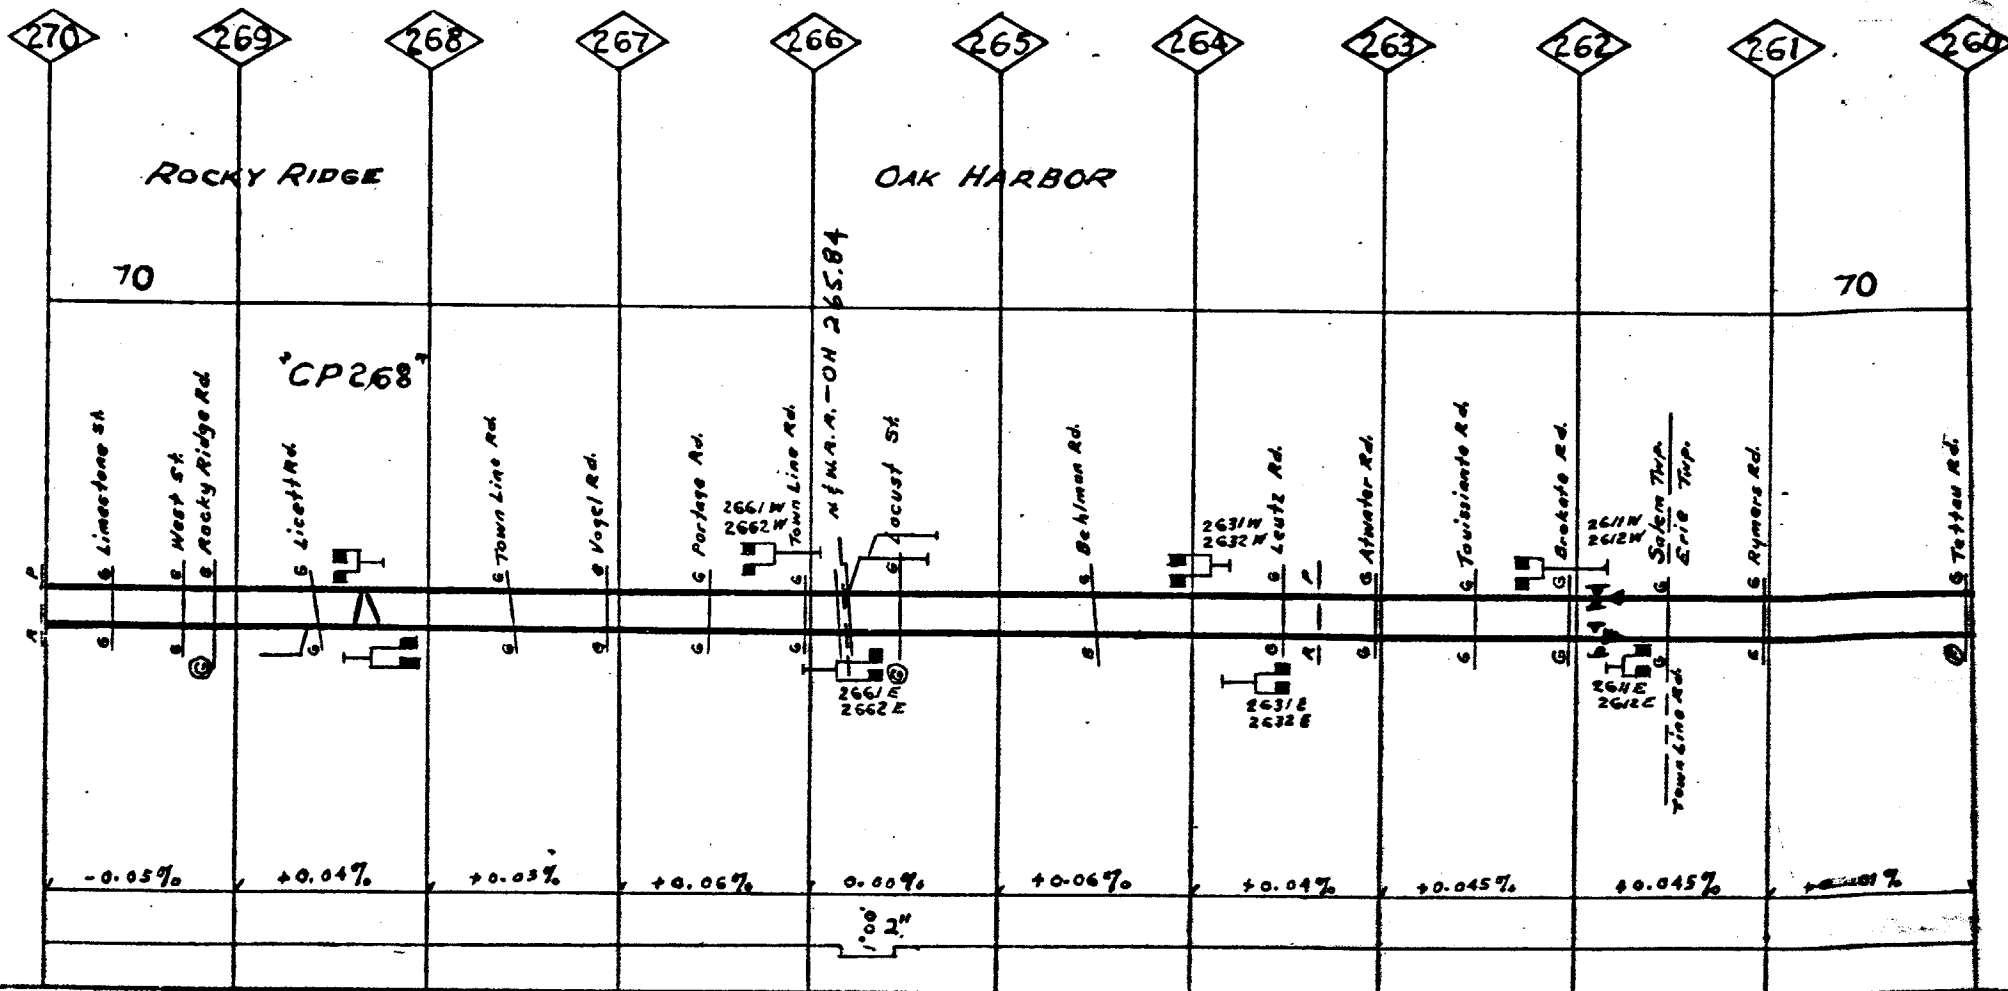 270
269
268
267
266
265
264
263
262
261
260
ROCKY RIDGE
OAK HARBOR
70
70
"CP268"
Limestone St.
West St.
Rocky Ridge Rd.
Licett Rd.
Town Line Rd.
Vogel Rd.
Portage Rd.
2661W
2662W
Town Line Rd.
N&W.R.R.-OH 265.84
Locust St.
Behlman Rd.
2631W
2632W
Leutz Rd.
Atwater Rd.
Toussiante Rd.
Brokate Rd.
2611W
2612W
Salem Twp.
Erie Twp.
Rymers Rd.
Tettau Rd.
P
G
G
G
G
G
G
G
G
G
P
G
G
G
G
G
G
R
G
G
G
G
G
G
G
R
G
G
G
G
2661E
2662E
2631E
2632E
2611E
2612E
Town Line Rd.
-0.05%
+0.04%
+0.03%
+0.06%
0.00%
+0.06%
+0.04%
+0.045%
+0.045%
1°00'
2"